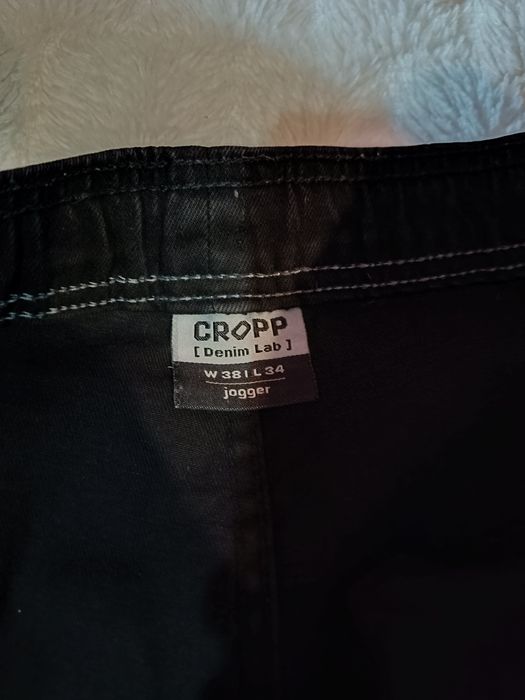 CROPP
[ Denim Lab ]
W 38 I L 34
jogger